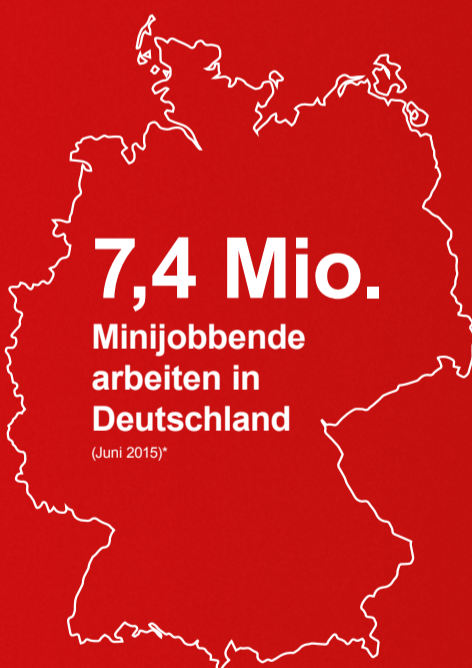 7,4 Mio.
Minijobbende
arbeiten in
Deutschland
(Juni 2015)*